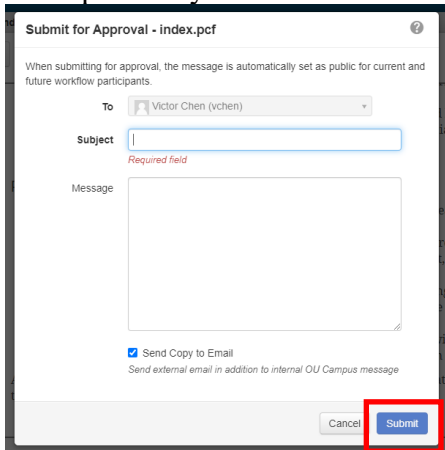 Submit for Approval - index.pcf
When submitting for approval, the message is automatically set as public for current and
future workflow participants.
To
Victor Chen (vchen)
Subject
Required field
Message
Send Copy to Email
Send external email in addition to internal OU Campus message
Cancel
Submit